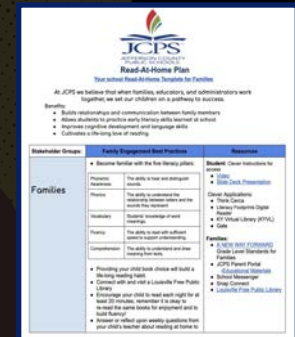 JCPS
JEFFERSON COUNTY
PUBLIC SCHOOLS
Read-At-Home Plan
Your school Read-At-Home Template for Families
At JCPS we believe that when families, educators, and administrators work
together, we set our children on a pathway to success.
Benefits:
Builds relationships and communication between family members
Allows students to practice early literacy skills learned at school
Improves cognitive development and language skills
Cultivates a life-long love of reading
Stakeholder Groups:
Family Engagement Best Practices
Resources
Families
Become familiar with the five literacy pillars:
Phonemic Awareness
The ability to hear and distinguish
sounds.
Phonics
The ability to understand the
relationship between letters and the
sounds they represent.
Vocabulary
Students' knowledge of word
meanings.
Fluency
The ability to read with sufficient
speed to support understanding.
Comprehension
The ability to understand and draw
meaning from texts.
Providing your child book choice will build a
life-long reading habit.
Connect with and visit a Louisville Free Public
Library
Encourage your child to read each night for at
least 20 minutes, remember it is okay to
re-read the same books for enjoyment and to
build fluency!
Answer or reflect upon weekly questions from
your child's teacher about reading at home to
Student: Clever Instructions for
access
Video
Slide Deck Presentation
Clever Applications:
Think Cerca
Literacy Footprints Digital
Reader
KY Virtual Library (KYVL)
Gale
Families:
A NEW WAY FORWARD
Grade Level Standards for
Families
JCPS Parent Portal
-Educational Materials
School Messenger
Snap Connect
Louisville Free Public Library